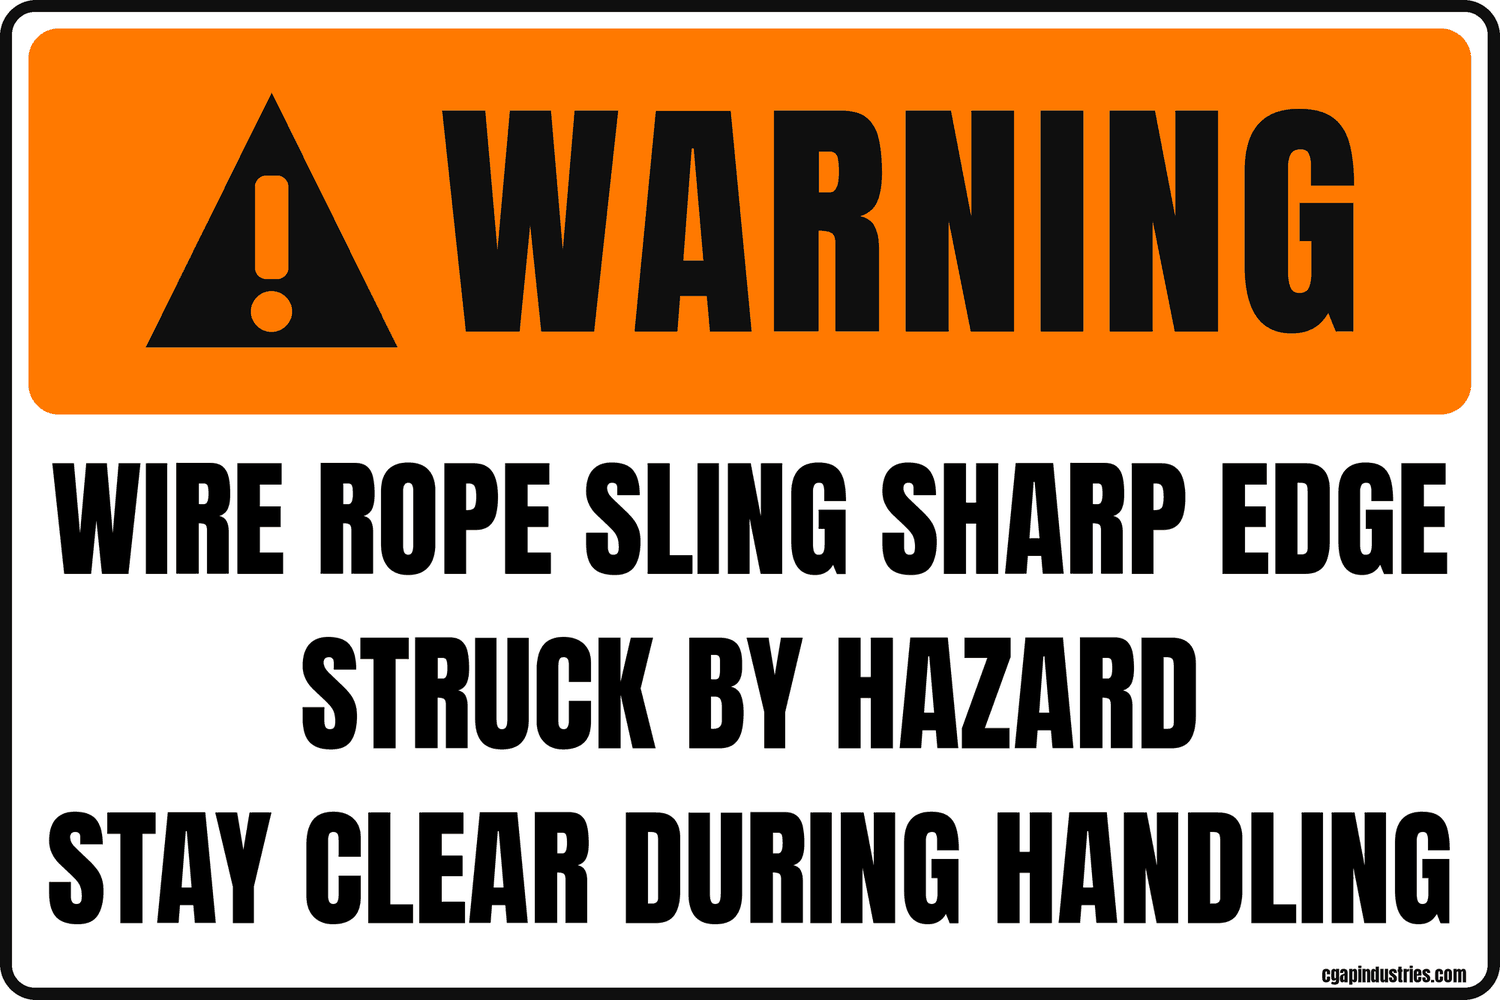 WARNING
WIRE ROPE SLING SHARP EDGE
STRUCK BY HAZARD
STAY CLEAR DURING HANDLING
cgapindustries.com